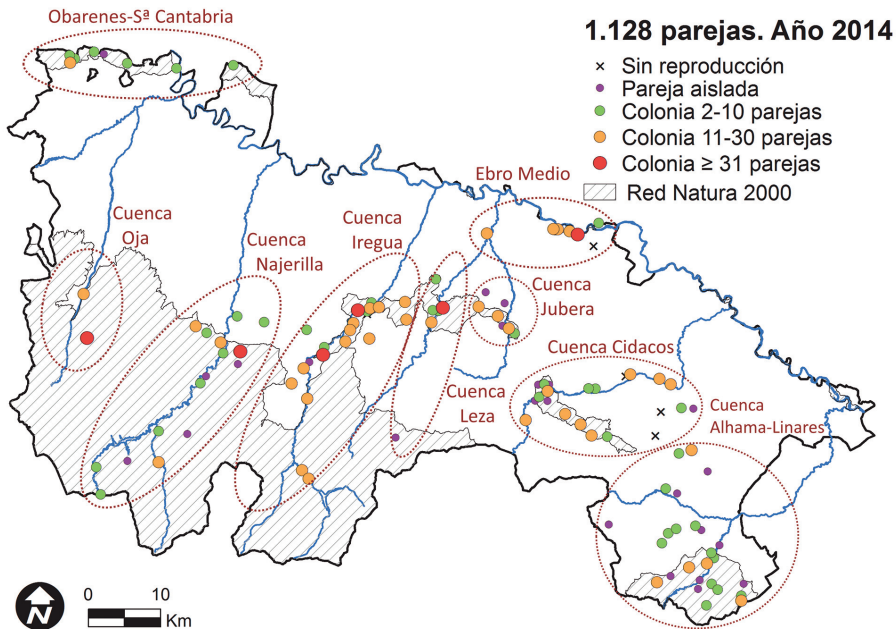 Obarenes-Sª Cantabria
1.128 parejas. Año 2014
Sin reproducción
Pareja aislada
Colonia 2-10 parejas
Colonia 11-30 parejas
Colonia ≥ 31 parejas
Red Natura 2000
Ebro Medio
Cuenca
Oja
Cuenca
Najerilla
Cuenca
Iregua
Cuenca
Jubera
Cuenca Cidacos
Cuenca
Leza
Cuenca
Alhama-Linares
N
0 10
Km